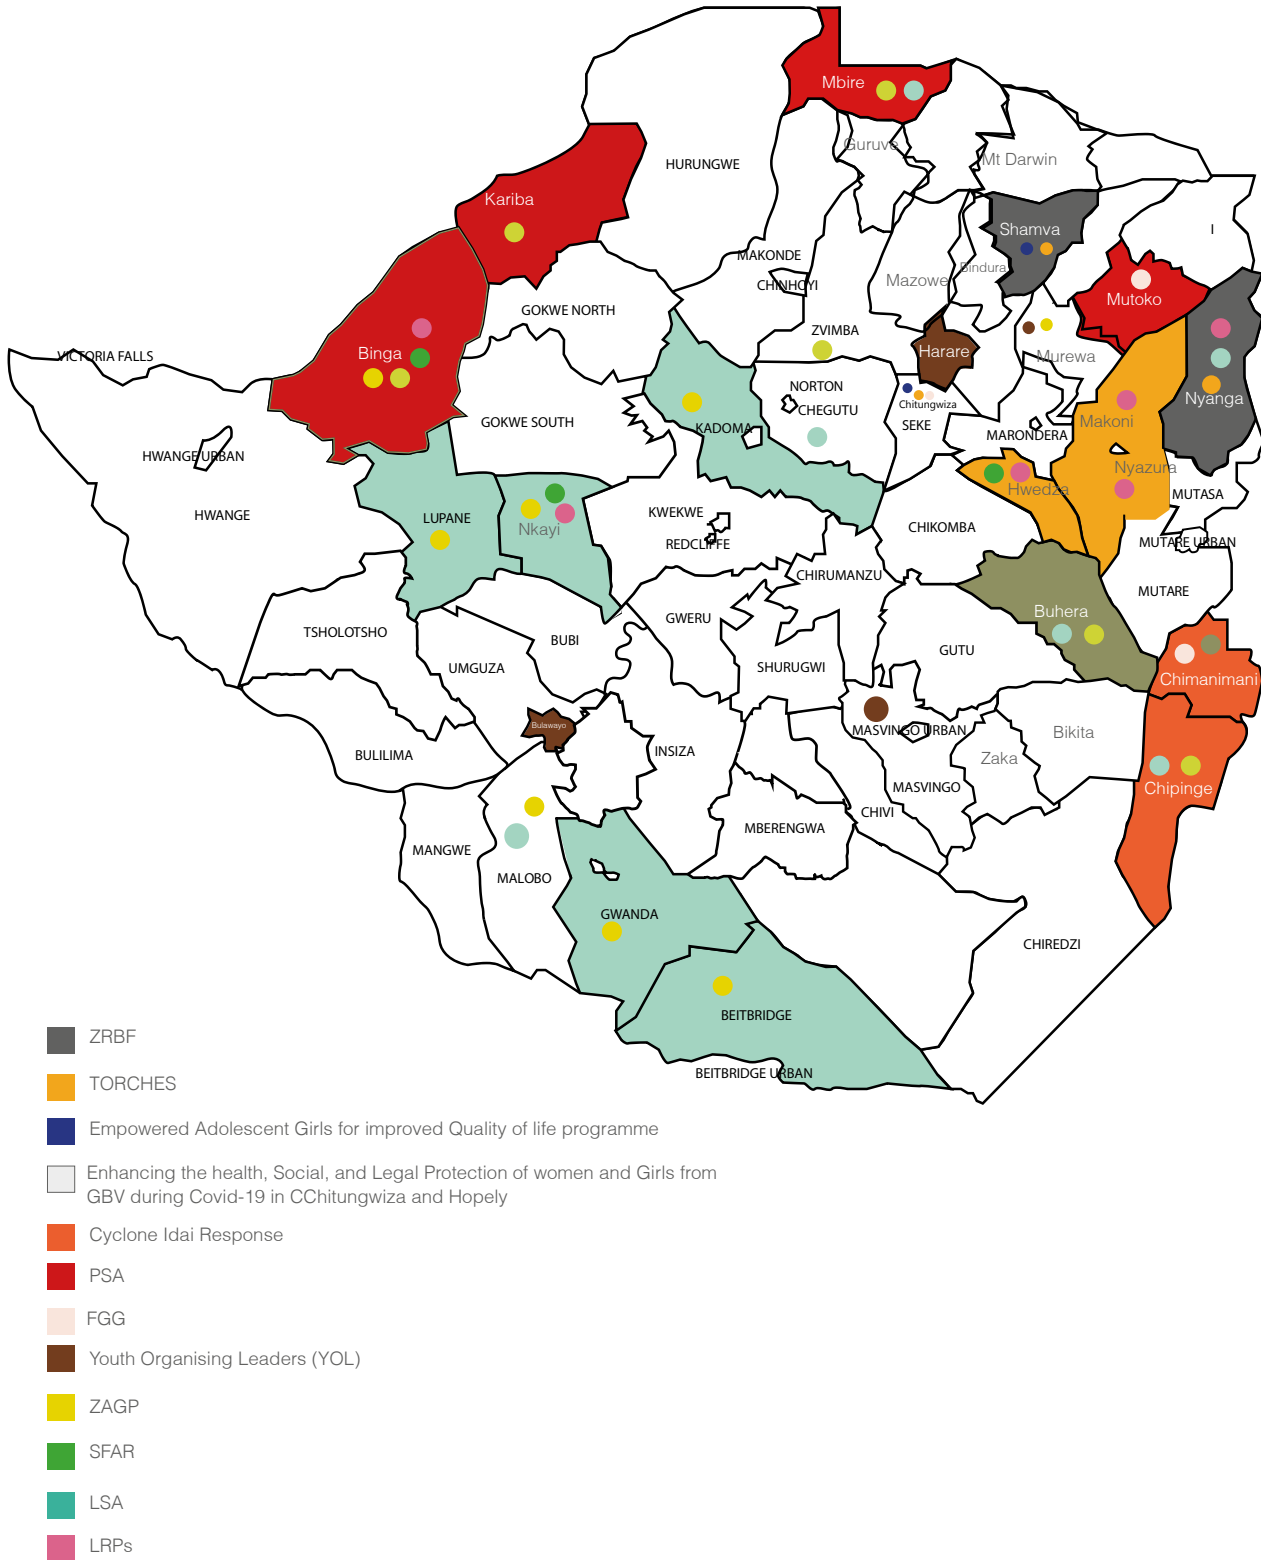 Mbire
Guruve
Mt Darwin
HURUNGWE
Kariba
Shamva
I
MAKONDE
Bindura
CHINHOYI
Mazowe
Mutoko
GOKWE NORTH
ZVIMBA
Harare
Binga
VICTORIA FALLS
Murewa
NORTON
Nyanga
CHEGUTU
Chitungwiza
GOKWE SOUTH
KADOMA
SEKE
Makoni
MARONDERA
HWANGE URBAN
Nyazura
Hwedza
MUTASA
HWANGE
LUPANE
Nkayi
KWEKWE
CHIKOMBA
REDCLIFFE
MUTARE URBAN
CHIRUMANZU
MUTARE
Buhera
TSHOLOTSHO
GWERU
BUBI
GUTU
UMGUZA
SHURUGWI
Chimanimani
Bulawayo
MASVINGO URBAN
Bikita
BULILIMA
INSIZA
Zaka
MASVINGO
Chipinge
CHIVI
MBERENGWA
MANGWE
MALOBO
GWANDA
CHIREDZI
BEITBRIDGE
BEITBRIDGE URBAN
ZRBF
TORCHES
Empowered Adolescent Girls for improved Quality of life programme
Enhancing the health, Social, and Legal Protection of women and Girls from
GBV during Covid-19 in CChitungwiza and Hopely
Cyclone Idai Response
PSA
FGG
Youth Organising Leaders (YOL)
ZAGP
SFAR
LSA
LRPs